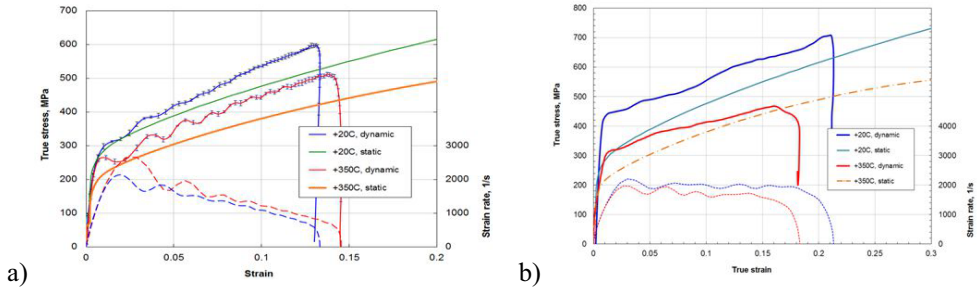 a)
True stress, MPa
700
600
500
400
300
200
100
0
0
0.05
0.1
0.15
0.2
Strain
3000
2000
1000
0
Strain rate, 1/s
+20C, dynamic
+20C, static
+350C, dynamic
+350C, static
b)
True stress, MPa
800
700
600
500
400
300
200
100
0
0
0.05
0.1
0.15
0.2
0.25
0.3
True strain
4000
3000
2000
1000
0
Strain rate, 1/s
+20C, dynamic
+20C, static
+350C, dynamic
+350C, static